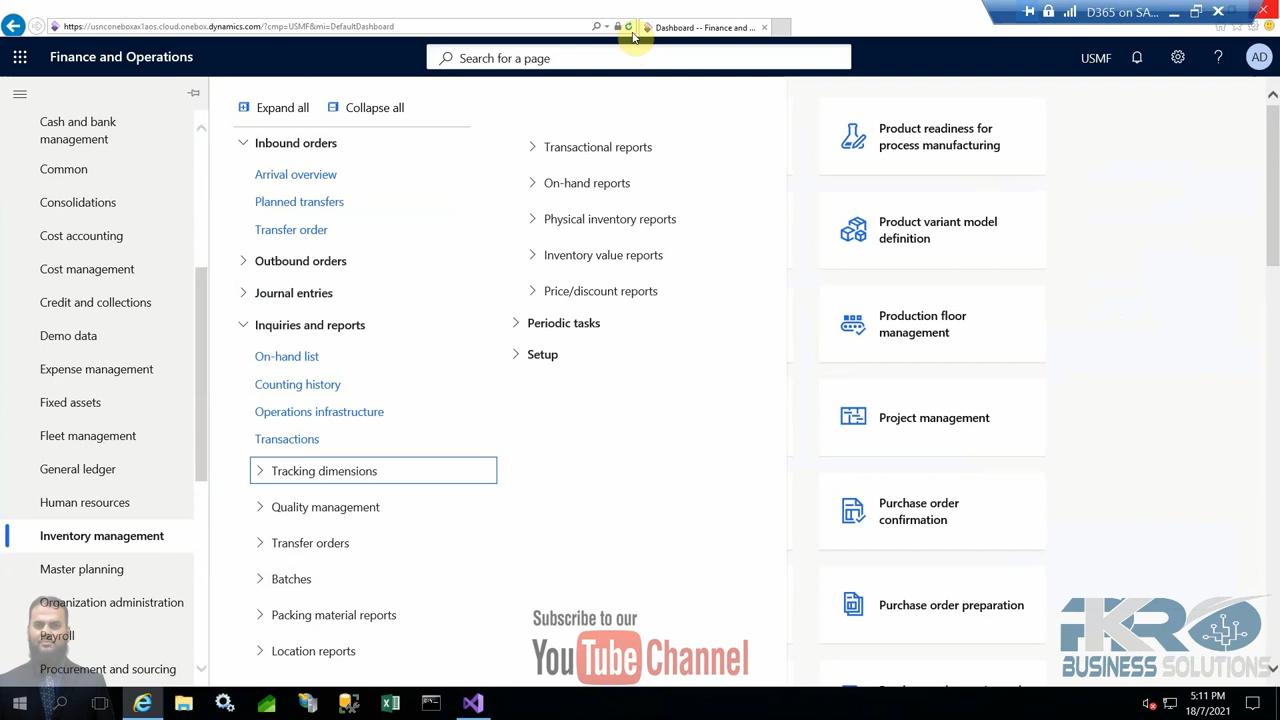 https://usnconeboxax1aos.cloud.onebox.dynamics.com/?cmp=USMF&mi=DefaultDashboard
Dashboard -- Finance and ...
D365 on SA...
Finance and Operations
Search for a page
USMF
?
AD
Expand all
Collapse all
Cash and bank
management
Common
Consolidations
Cost accounting
Cost management
Credit and collections
Demo data
Expense management
Fixed assets
Fleet management
General ledger
Human resources
Inventory management
Master planning
Organization administration
Payroll
Procurement and sourcing
Inbound orders
Arrival overview
Planned transfers
Transfer order
Outbound orders
Journal entries
Inquiries and reports
On-hand list
Counting history
Operations infrastructure
Transactions
Tracking dimensions
Quality management
Transfer orders
Batches
Packing material reports
Location reports
Transactional reports
On-hand reports
Physical inventory reports
Inventory value reports
Price/discount reports
Periodic tasks
Setup
Product readiness for
process manufacturing
Product variant model
definition
Production floor
management
Project management
Purchase order
confirmation
Purchase order preparation
Subscribe to our
YouTube Channel
BUSINESS SOLUTIONS
5:11 PM
18/7/2021